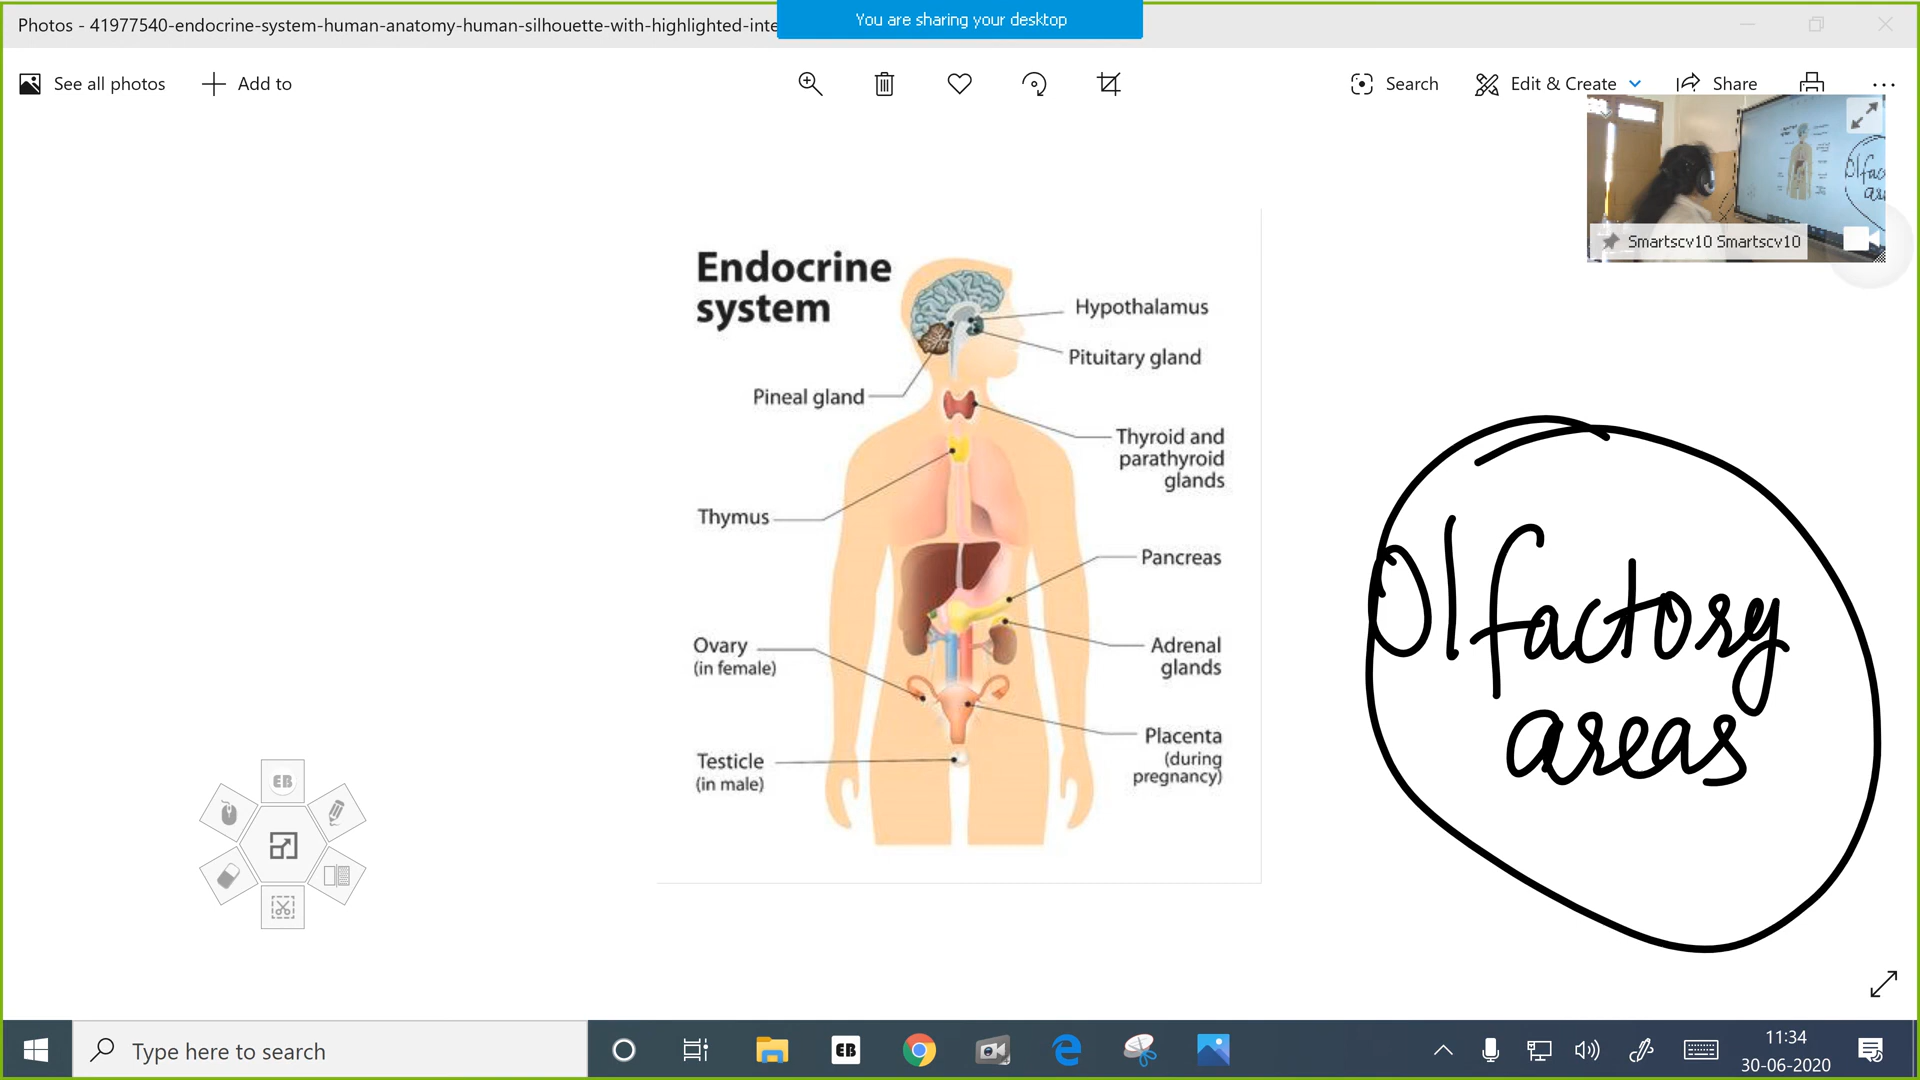 Photos - 41977540-endocrine-system-human-anatomy-human-silhouette-with-highlighted-inte
You are sharing your desktop
See all photos
Add to
Search
Edit & Create
Share
Smartscv10 Smartscv10
Endocrine
system
Hypothalamus
Pituitary gland
Pineal gland
Thyroid and
parathyroid
glands
Thymus
Pancreas
Ovary
(in female)
Adrenal
glands
Placenta
(during
pregnancy)
Testicle
(in male)
Olfactory
areas
EB
Type here to search
EB
11:34
30-06-2020